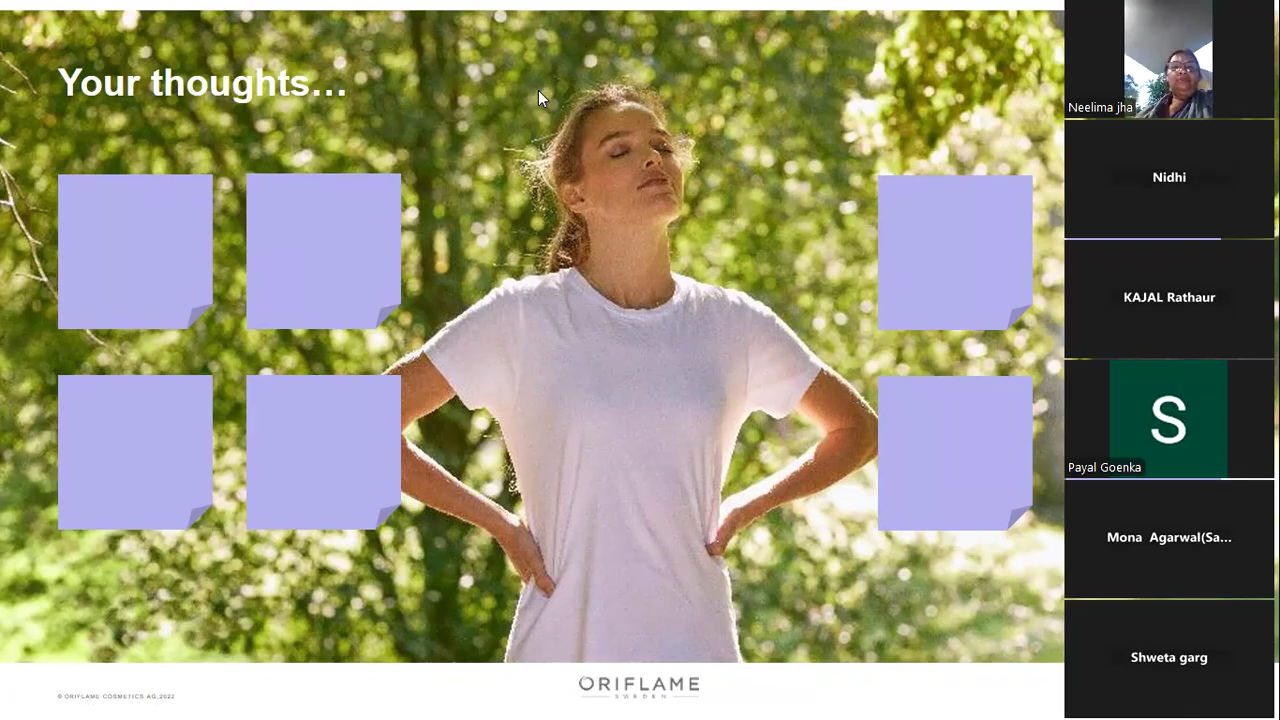 Your thoughts...
Neelima jha
Nidhi
KAJAL Rathaur
S
Payal Goenka
Mona Agarwal(Sa...
Shweta garg
ORIFLAME
SWEDEN
© ORIFLAME COSMETICS AG,2022